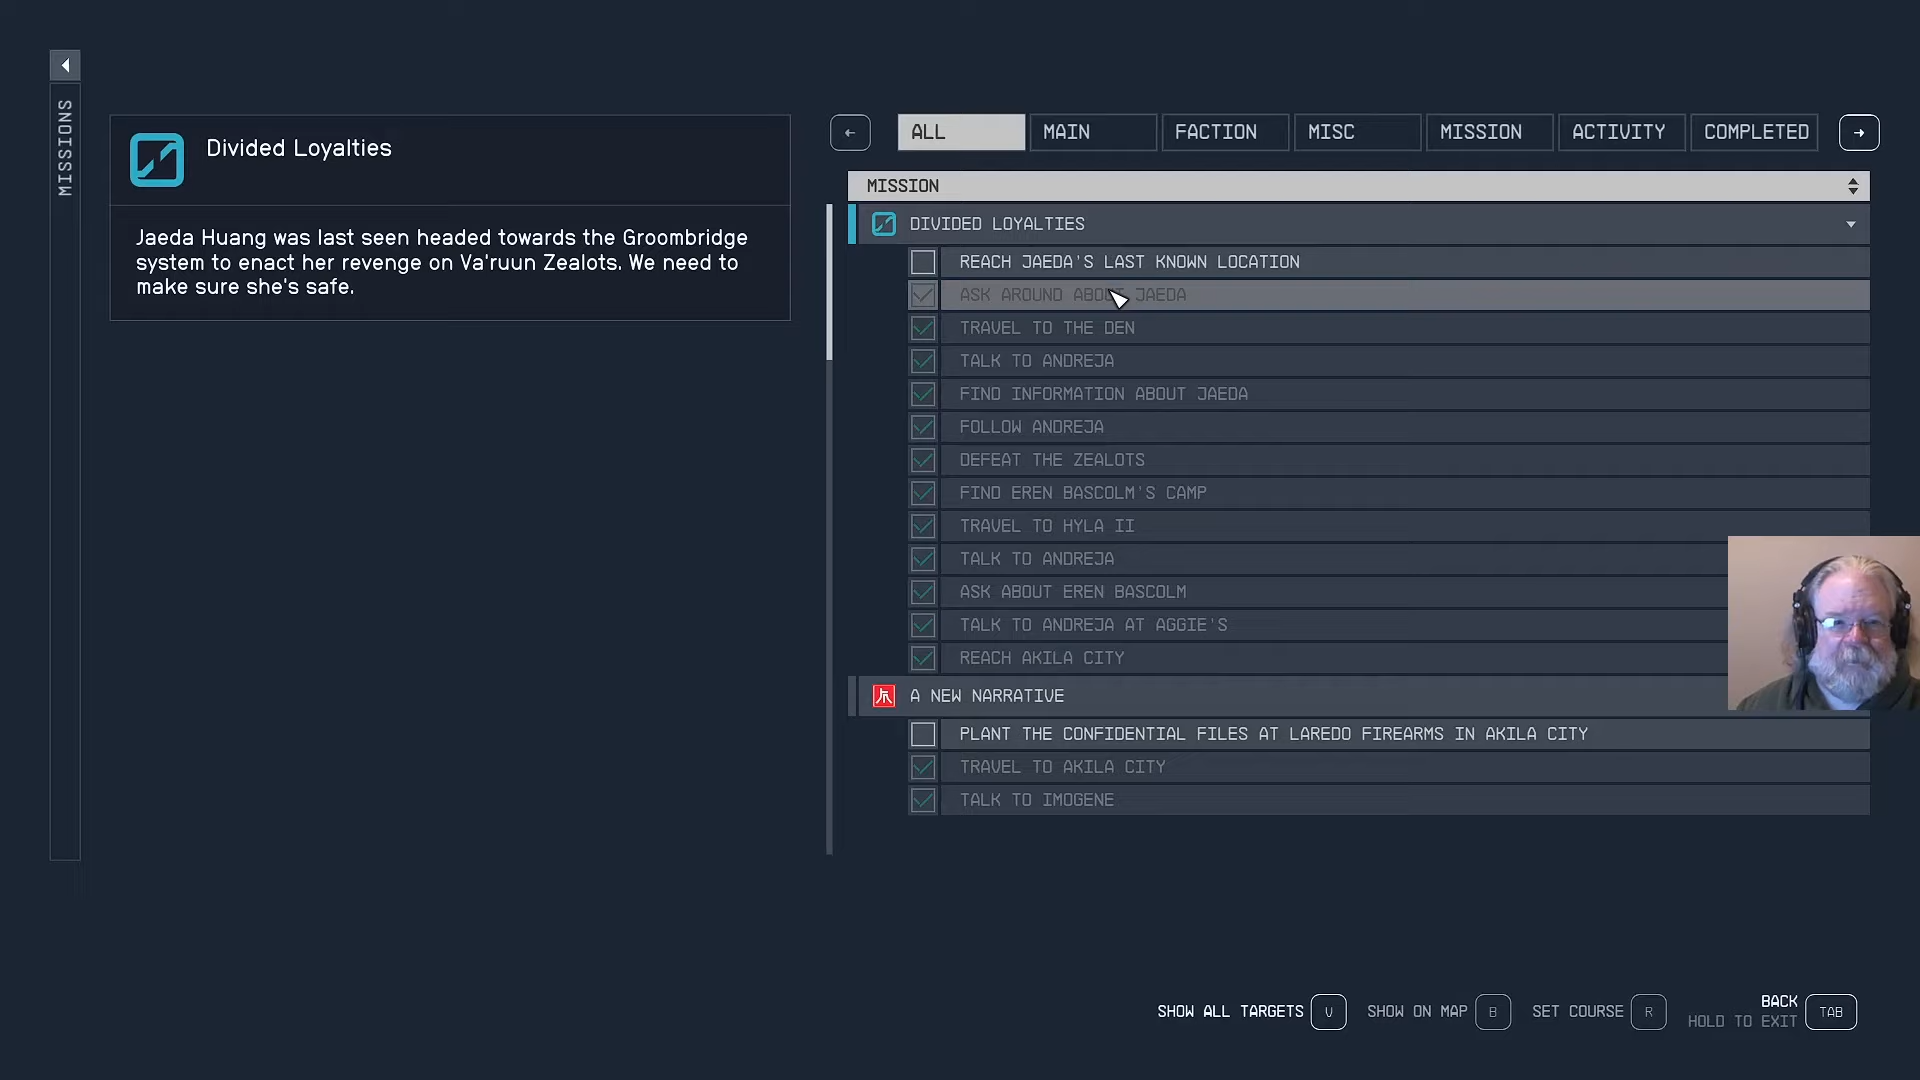 MISSIONS
Divided Loyalties
Jaeda Huang was last seen headed towards the Groombridge
system to enact her revenge on Va'ruun Zealots. We need to
make sure she's safe.
ALL MAIN FACTION MISC MISSION ACTIVITY COMPLETED
MISSION
DIVIDED LOYALTIES
REACH JAEDA'S LAST KNOWN LOCATION
ASK AROUND ABOUT JAEDA
TRAVEL TO THE DEN
TALK TO ANDREJA
FIND INFORMATION ABOUT JAEDA
FOLLOW ANDREJA
DEFEAT THE ZEALOTS
FIND EREN BASCOLM'S CAMP
TRAVEL TO HYLA II
TALK TO ANDREJA
ASK ABOUT EREN BASCOLM
TALK TO ANDREJA AT AGGIE'S
REACH AKILA CITY
A NEW NARRATIVE
PLANT THE CONFIDENTIAL FILES AT LAREDO FIREARMS IN AKILA CITY
TRAVEL TO AKILA CITY
TALK TO IMOGENE
SHOW ALL TARGETS V SHOW ON MAP B SET COURSE R BACK TAB
HOLD TO EXIT